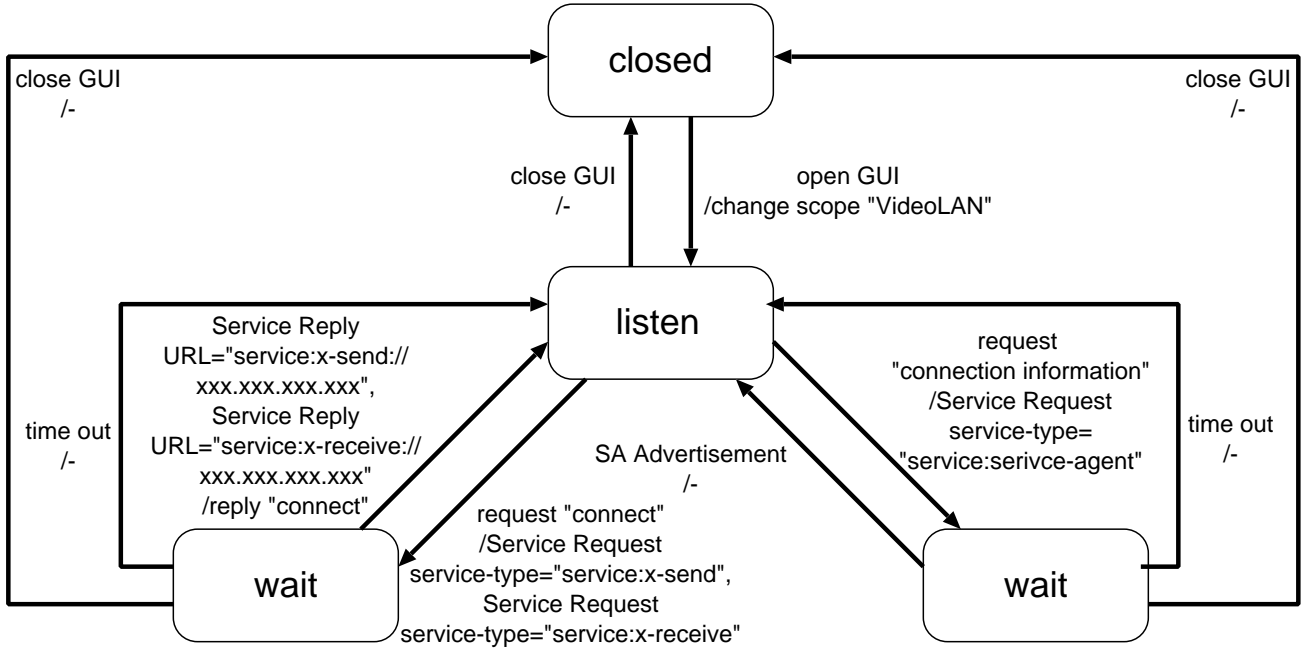 closed
close GUI
/-
close GUI
/-
close GUI
/-
open GUI
/change scope "VideoLAN"
listen
Service Reply
URL="service:x-send://
xxx.xxx.xxx.xxx",
Service Reply
URL="service:x-receive://
xxx.xxx.xxx.xxx"
/reply "connect"
time out
/-
request
"connection information"
/Service Request
service-type=
"service:serivce-agent"
time out
/-
SA Advertisement
/-
request "connect"
/Service Request
service-type="service:x-send",
Service Request
service-type="service:x-receive"
wait
wait